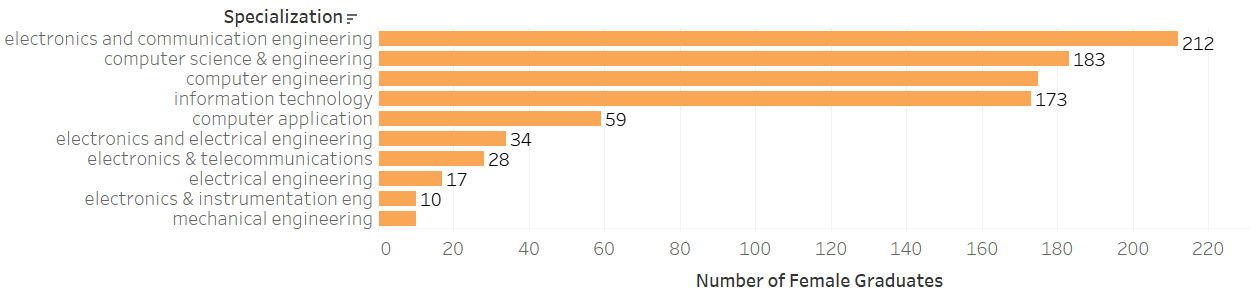 Specialization
electronics and communication engineering 212
computer science & engineering 183
computer engineering
information technology 173
computer application 59
electronics and electrical engineering 34
electronics & telecommunications 28
electrical engineering 17
electronics & instrumentation eng 10
mechanical engineering
0 20 40 60 80 100 120 140 160 180 200 220
Number of Female Graduates